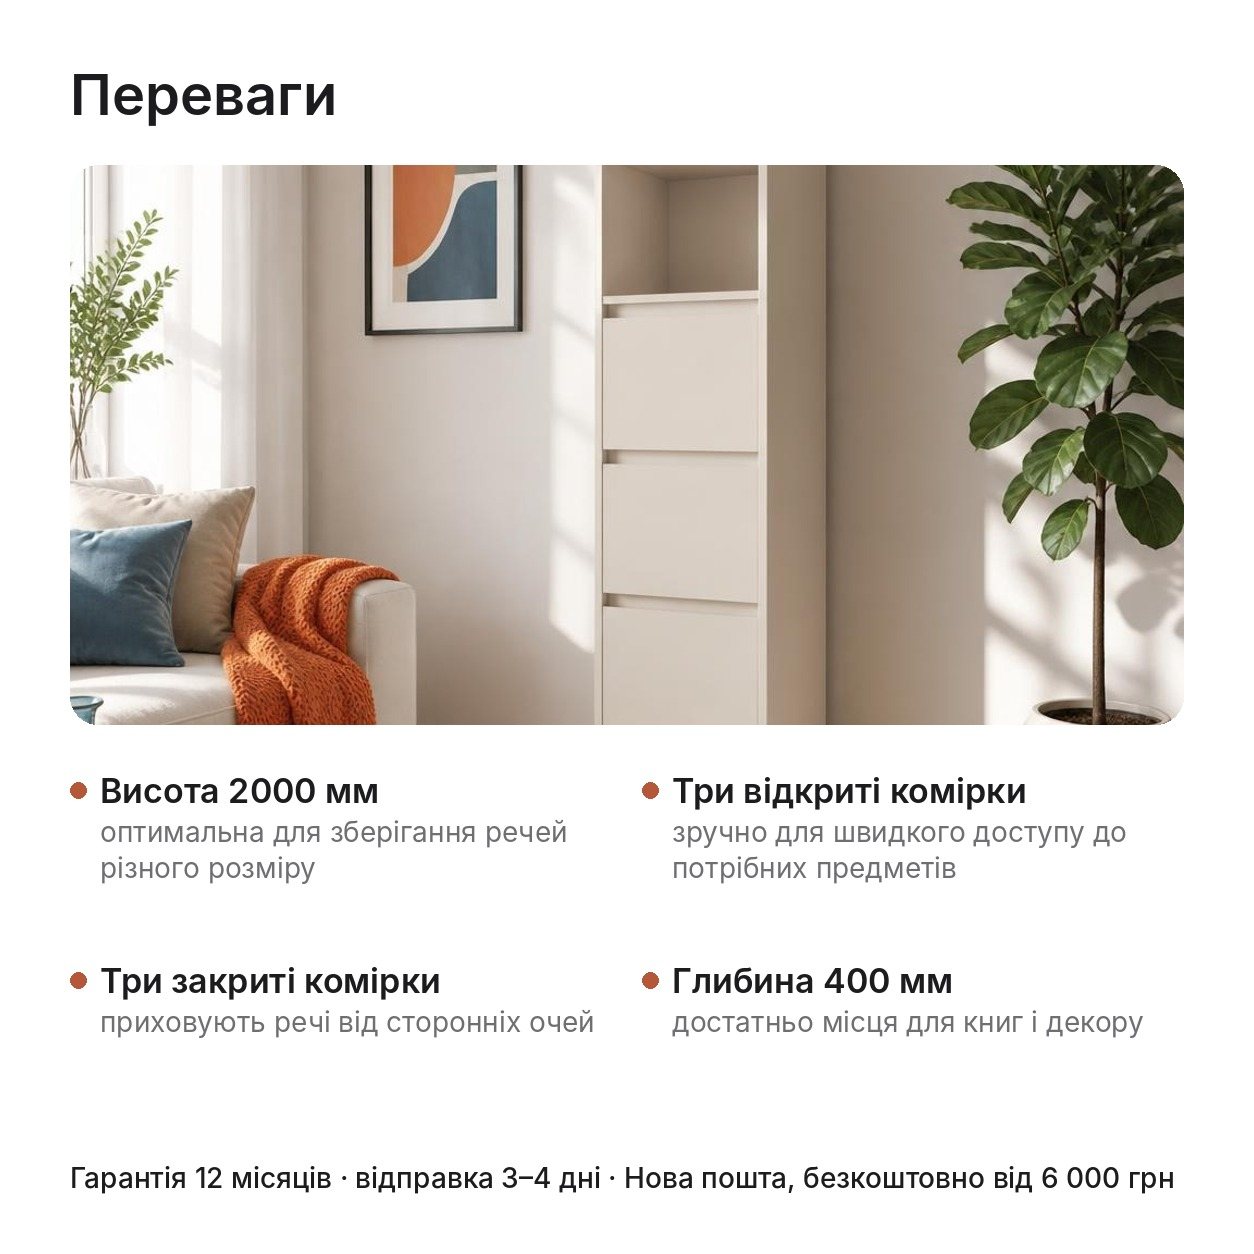 Переваги
Висота 2000 мм
оптимальна для зберігання речей
різного розміру
Три відкриті комірки
зручно для швидкого доступу до
потрібних предметів
Три закриті комірки
приховують речі від сторонніх очей
Глибина 400 мм
достатньо місця для книг і декору
Гарантія 12 місяців · відправка 3–4 дні · Нова пошта, безкоштовно від 6 000 грн